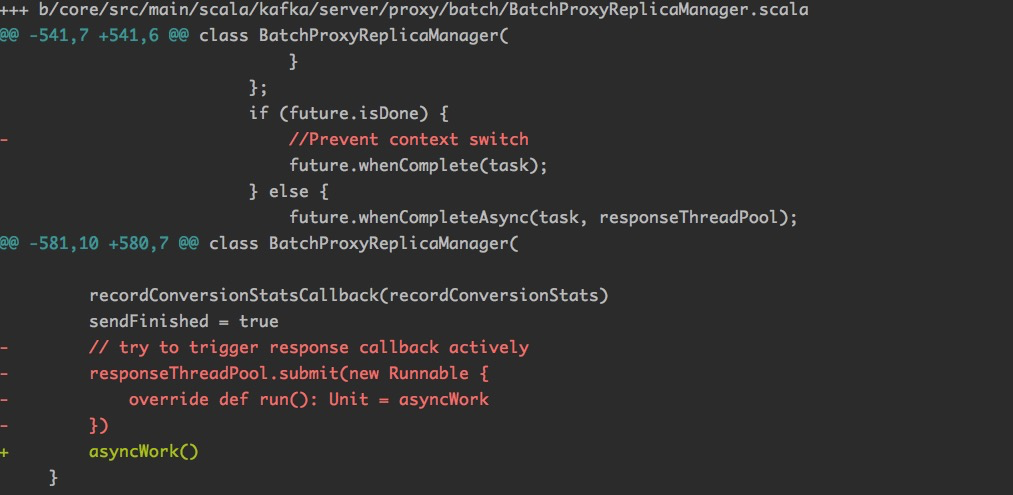 +++ b/core/src/main/scala/kafka/server/proxy/batch/BatchProxyReplicaManager.scala
@@ -541,7 +541,6 @@ class BatchProxyReplicaManager(
                             }
                         };
                         if (future.isDone) {
-                            //Prevent context switch
                             future.whenComplete(task);
                         } else {
                             future.whenCompleteAsync(task, responseThreadPool);
@@ -581,10 +580,7 @@ class BatchProxyReplicaManager(
         recordConversionStatsCallback(recordConversionStats)
         sendFinished = true
-        // try to trigger response callback actively
-        responseThreadPool.submit(new Runnable {
-            override def run(): Unit = asyncWork
-        })
+        asyncWork()
     }